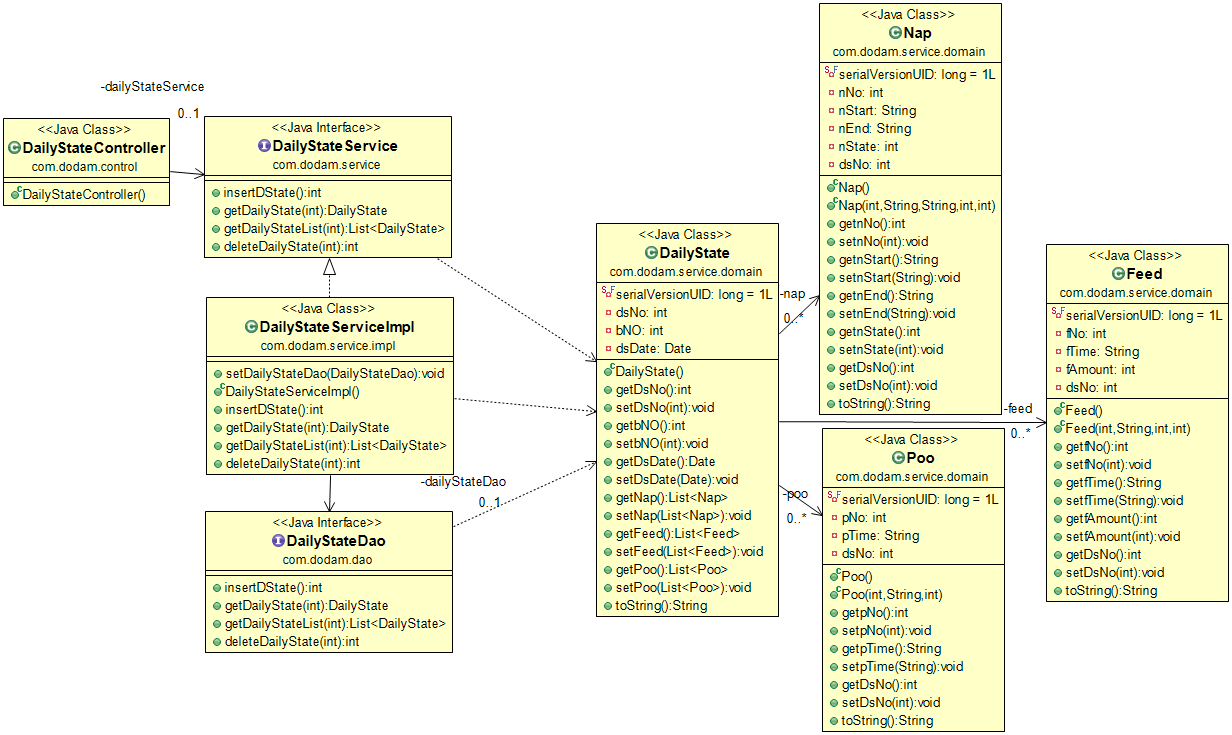 -dailyStateService
0..1
<<Java Class>>
DailyStateController
com.dodam.control
DailyStateController()
<<Java Interface>>
DailyStateService
com.dodam.service
insertDState():int
getDailyState(int):DailyState
getDailyStateList(int):List<DailyState>
deleteDailyState(int):int
<<Java Class>>
DailyStateServiceImpl
com.dodam.service.impl
setDailyStateDao(DailyStateDao):void
DailyStateServiceImpl()
insertDState():int
getDailyState(int):DailyState
getDailyStateList(int):List<DailyState>
deleteDailyState(int):int
-dailyStateDao
0..1
<<Java Interface>>
DailyStateDao
com.dodam.dao
insertDState():int
getDailyState(int):DailyState
getDailyStateList(int):List<DailyState>
deleteDailyState(int):int
<<Java Class>>
DailyState
com.dodam.service.domain
serialVersionUID: long = 1L
dsNo: int
bNO: int
dsDate: Date
DailyState()
getDsNo():int
setDsNo(int):void
getbNO():int
setbNO(int):void
getDsDate():Date
setDsDate(Date):void
getNap():List<Nap>
setNap(List<Nap>):void
getFeed():List<Feed>
setFeed(List<Feed>):void
getPoo():List<Poo>
setPoo(List<Poo>):void
toString():String
-nap
0..*
<<Java Class>>
Nap
com.dodam.service.domain
serialVersionUID: long = 1L
nNo: int
nStart: String
nEnd: String
nState: int
dsNo: int
Nap()
Nap(int,String,String,int,int)
getnNo():int
setnNo(int):void
getnStart():String
setnStart(String):void
getnEnd():String
setnEnd(String):void
getnState():int
setnState(int):void
getDsNo():int
setDsNo(int):void
toString():String
-feed
0..*
-poo
0..*
<<Java Class>>
Poo
com.dodam.service.domain
serialVersionUID: long = 1L
pNo: int
pTime: String
dsNo: int
Poo()
Poo(int,String,int)
getpNo():int
setpNo(int):void
getpTime():String
setpTime(String):void
getDsNo():int
setDsNo(int):void
toString():String
<<Java Class>>
Feed
com.dodam.service.domain
serialVersionUID: long = 1L
fNo: int
fTime: String
fAmount: int
dsNo: int
Feed()
Feed(int,String,int,int)
getfNo():int
setfNo(int):void
getfTime():String
setfTime(String):void
getfAmount():int
setfAmount(int):void
getDsNo():int
setDsNo(int):void
toString():String